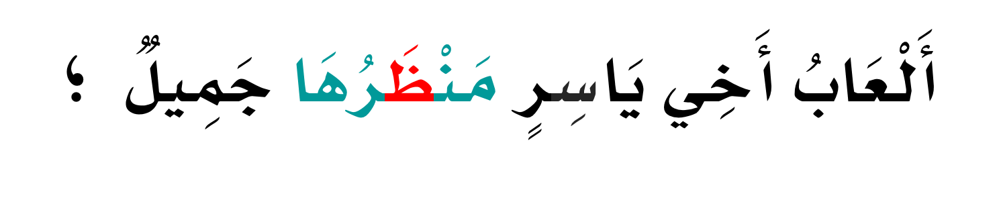 أَلْعَابُ أَخِي يَاسِرٍ مَنْظَرُهَا جَمِيلٌ ؛